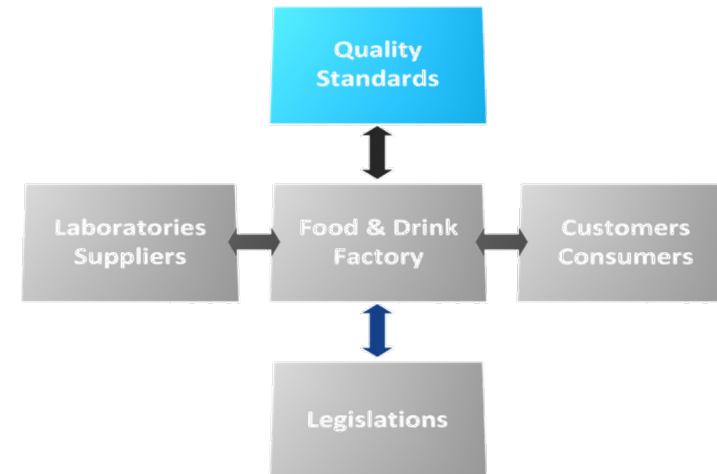 Quality
Standards
Laboratories
Suppliers
Food & Drink
Factory
Customers
Consumers
Legislations